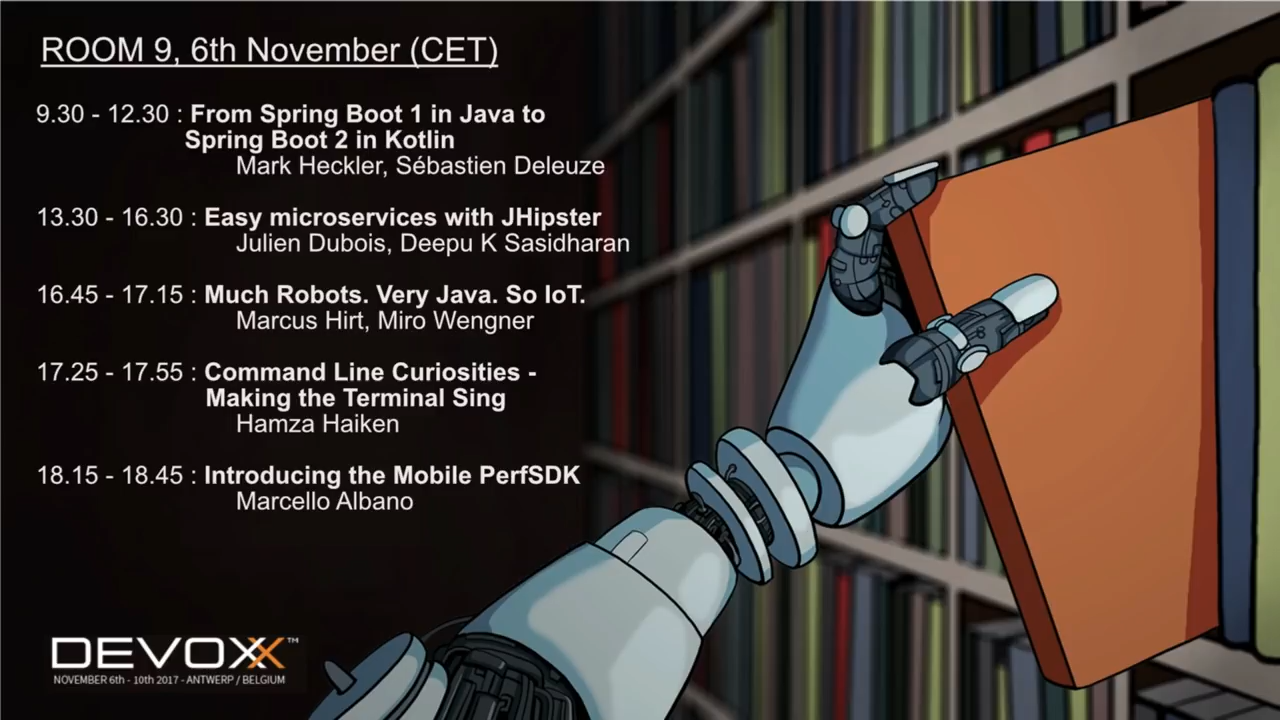 ROOM 9, 6th November (CET)
9.30 - 12.30 : From Spring Boot 1 in Java to
Spring Boot 2 in Kotlin
Mark Heckler, Sébastien Deleuze
13.30 - 16.30 : Easy microservices with JHipster
Julien Dubois, Deepu K Sasidharan
16.45 - 17.15 : Much Robots. Very Java. So IoT.
Marcus Hirt, Miro Wengner
17.25 - 17.55 : Command Line Curiosities -
Making the Terminal Sing
Hamza Haiken
18.15 - 18.45 : Introducing the Mobile PerfSDK
Marcello Albano
DEVOXX™
NOVEMBER 6th - 10th 2017 - ANTWERP / BELGIUM